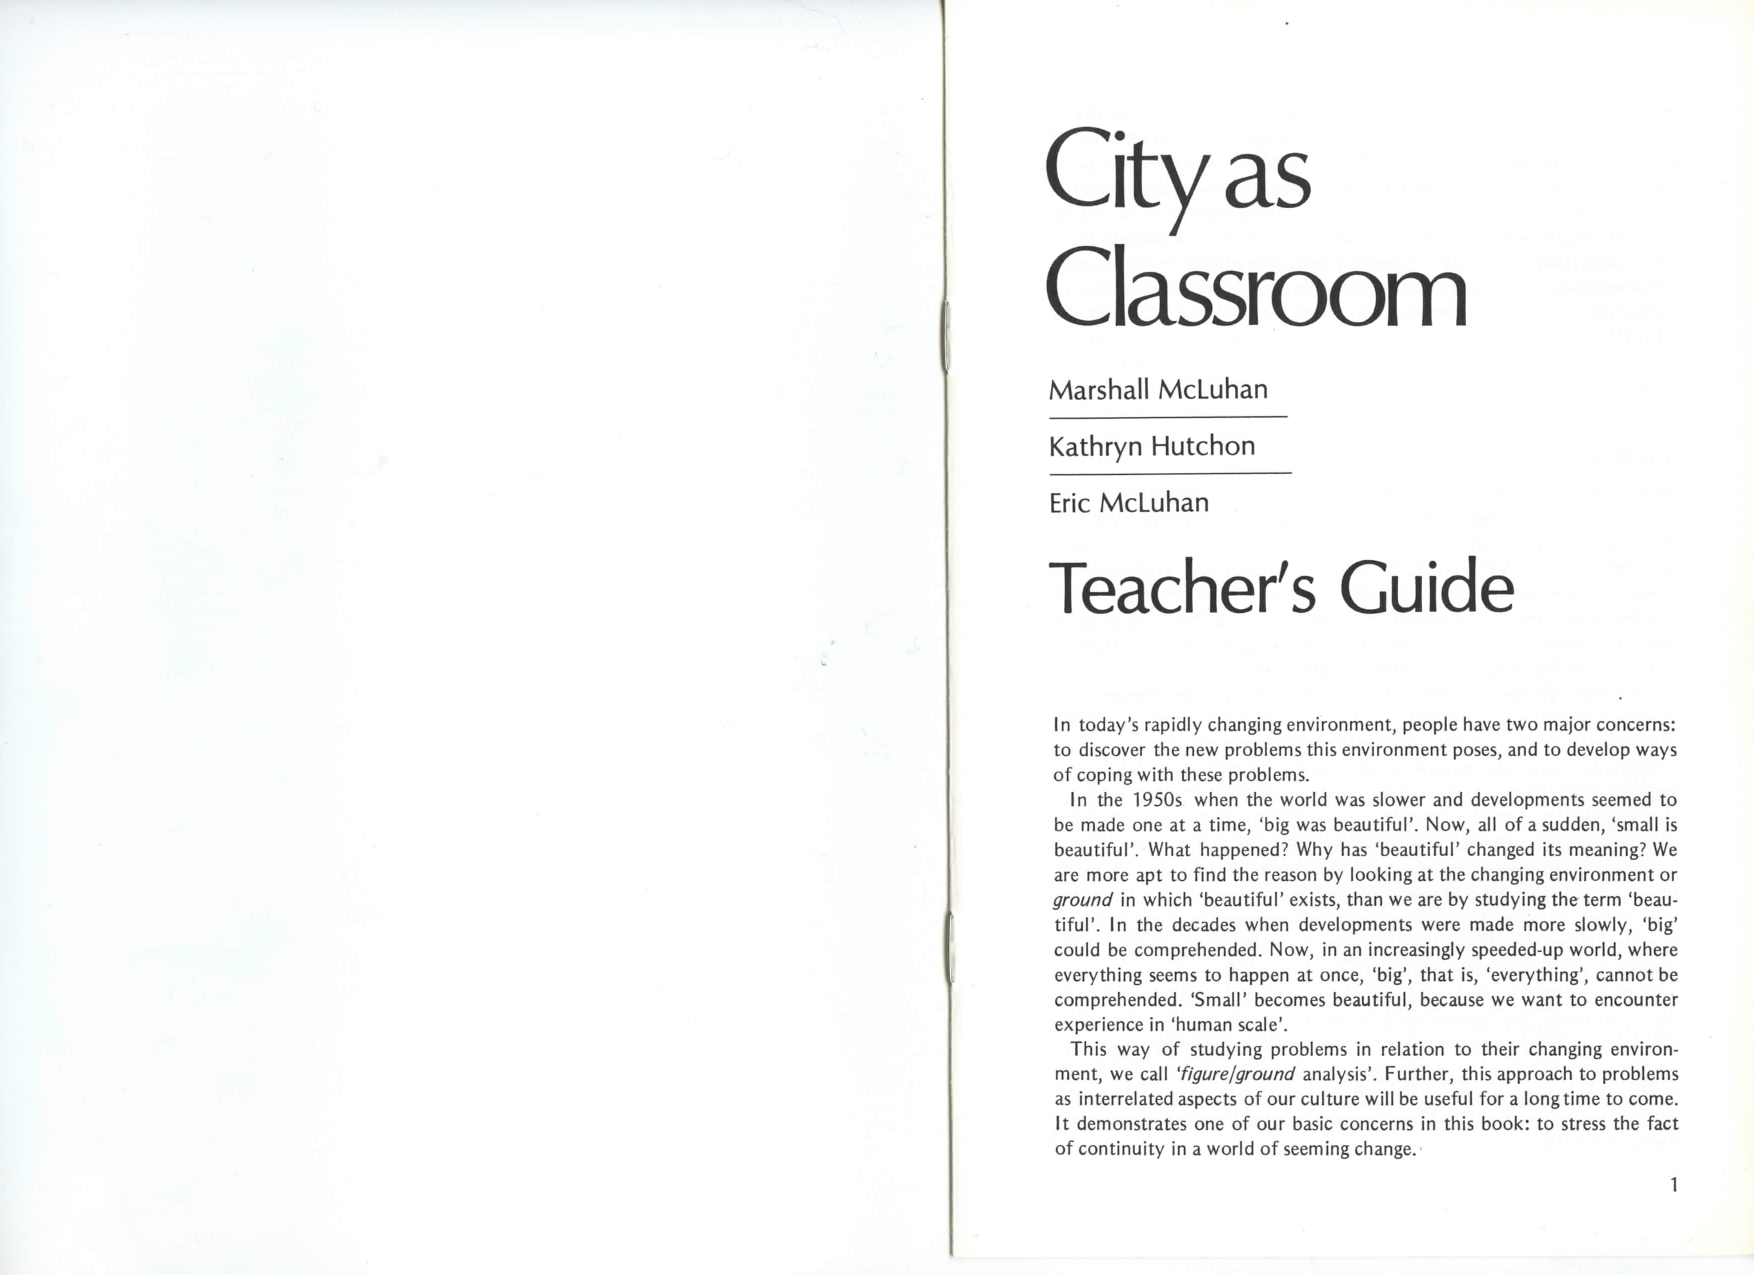 City as
Classroom
Marshall McLuhan
Kathryn Hutchon
Eric McLuhan
Teacher's Guide
In today's rapidly changing environment, people have two major concerns:
to discover the new problems this environment poses, and to develop ways
of coping with these problems.
In the 1950s when the world was slower and developments seemed to
be made one at a time, ‘big was beautiful’. Now, all of a sudden, ‘small is
beautiful’. What happened? Why has ‘beautiful’ changed its meaning? We
are more apt to find the reason by looking at the changing environment or
ground in which ‘beautiful’ exists, than we are by studying the term ‘beau-
tiful’. In the decades when developments were made more slowly, ‘big’
could be comprehended. Now, in an increasingly speeded-up world, where
everything seems to happen at once, ‘big’, that is, ‘everything’, cannot be
comprehended. ‘Small’ becomes beautiful, because we want to encounter
experience in ‘human scale’.
This way of studying problems in relation to their changing environ-
ment, we call ‘figure/ground analysis’. Further, this approach to problems
as interrelated aspects of our culture will be useful for a long time to come.
It demonstrates one of our basic concerns in this book: to stress the fact
of continuity in a world of seeming change.
1